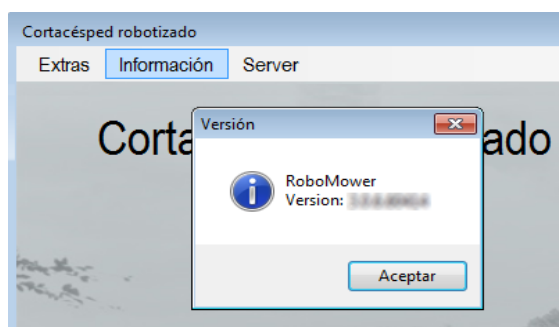 Cortacésped robotizado
Extras Información Server
Corta ado
Versión
RoboMower
Version:
Aceptar